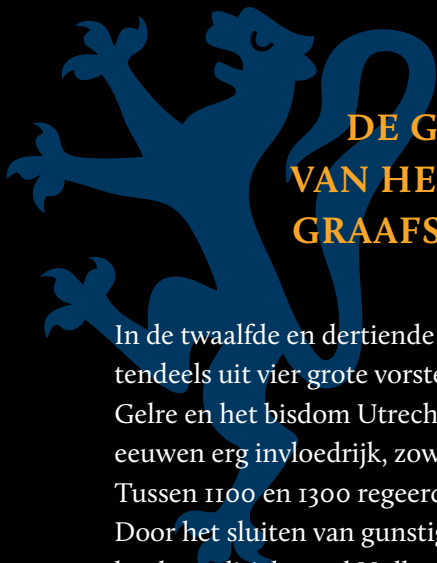 DE G
VAN HE
GRAAFS
In de twaalfde en dertiende
tendeels uit vier grote vorste
Gelre en het bisdom Utrech
eeuwen erg invloedrijk, zow
Tussen 1100 en 1300 regeerd
Door het sluiten van gunstig